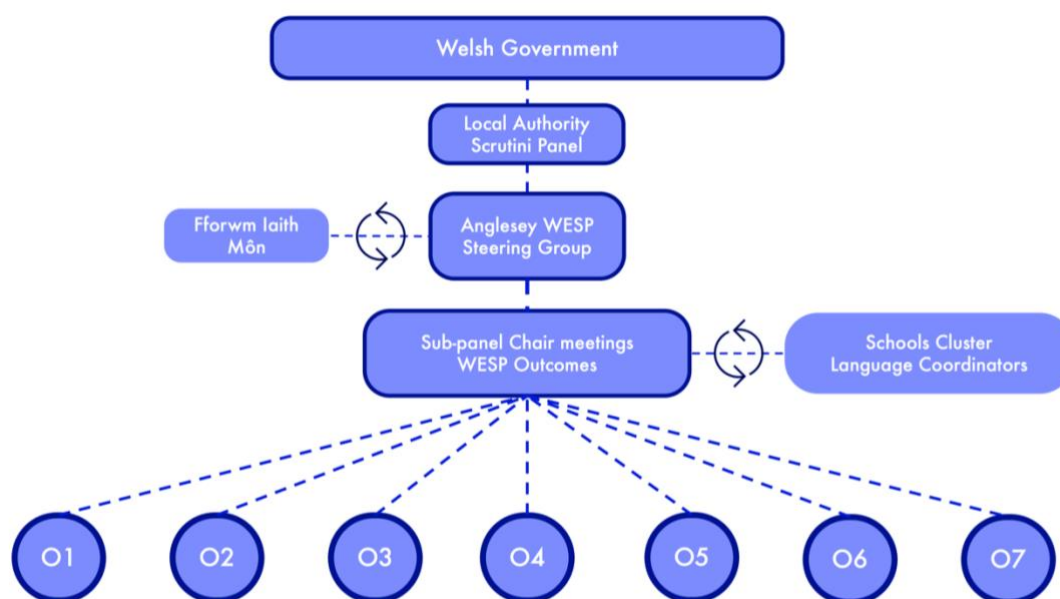 Welsh Government
Local Authority
Scrutini Panel
Fforwm Iaith
Môn
Anglesey WESP
Steering Group
Sub-panel Chair meetings
WESP Outcomes
Schools Cluster
Language Coordinators
O1
O2
O3
O4
O5
O6
O7